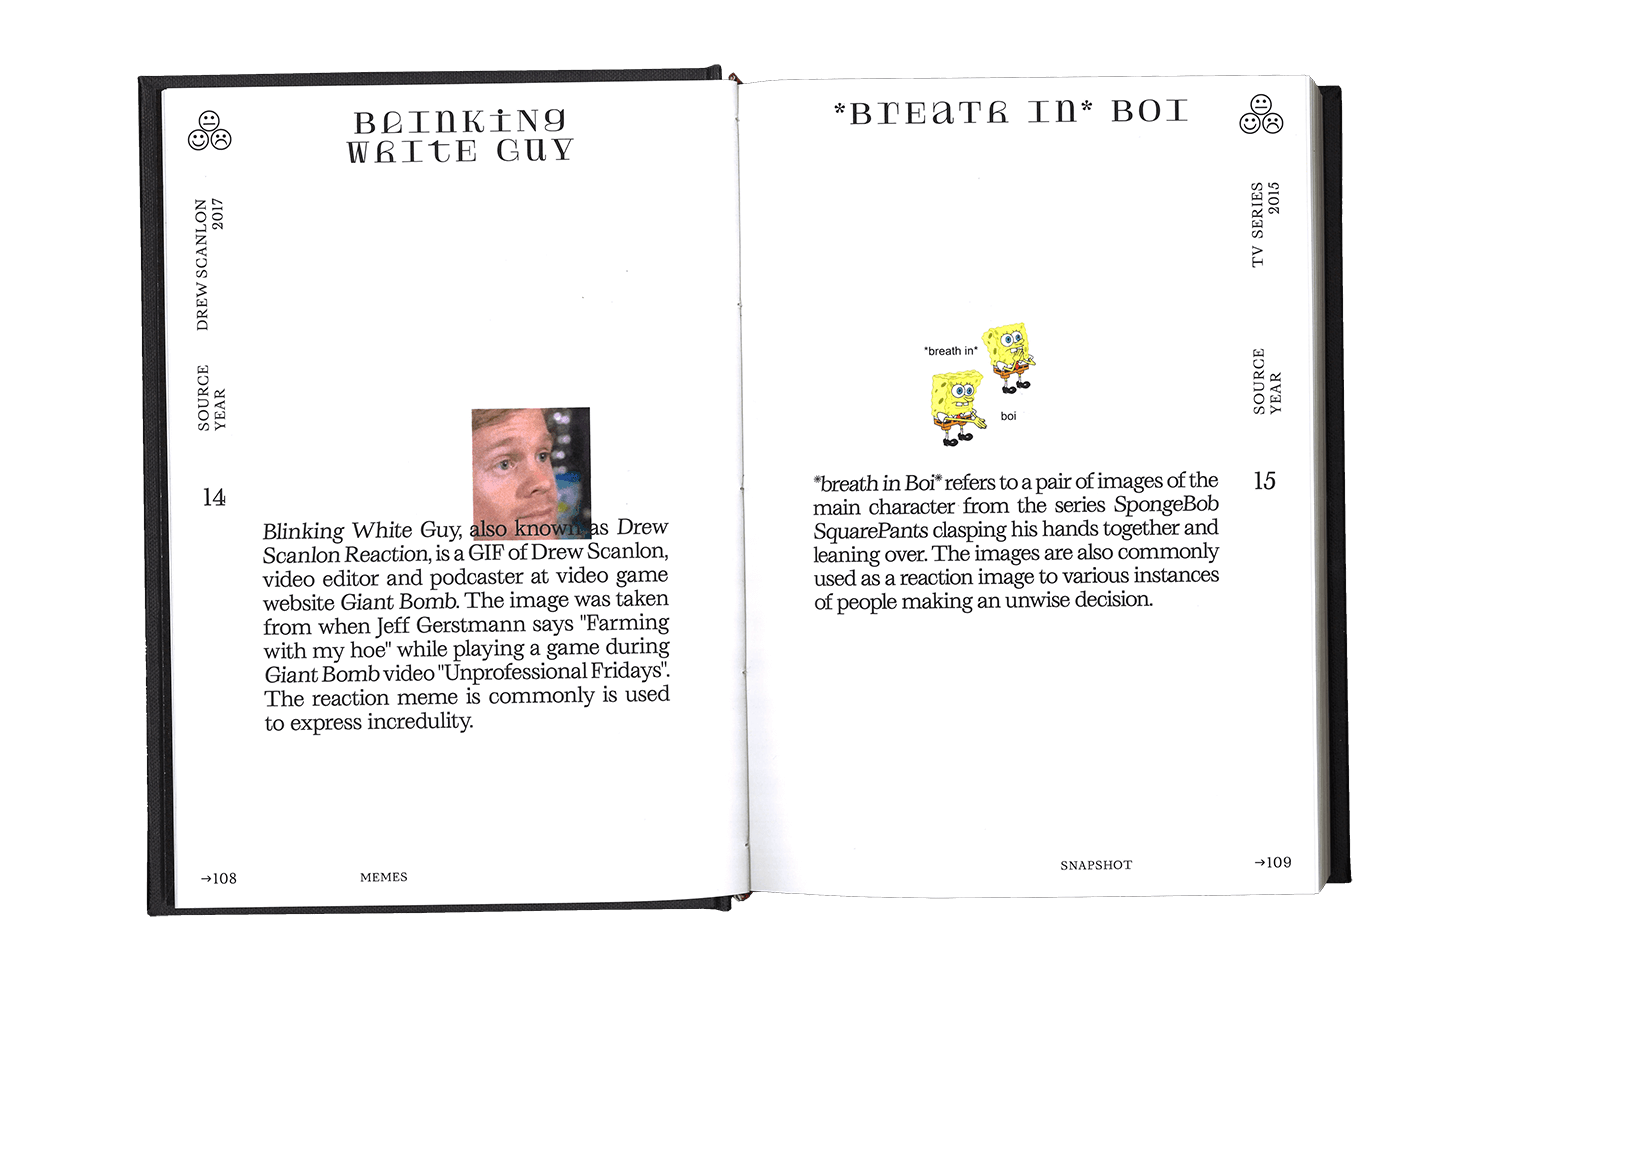 BLINKING
WHITE GUY
DREW SCANLON
2017
SOURCE
YEAR
14
Blinking White Guy, also known as Drew
Scanlon Reaction, is a GIF of Drew Scanlon,
video editor and podcaster at video game
website Giant Bomb. The image was taken
from when Jeff Gerstmann says "Farming
with my hoe" while playing a game during
Giant Bomb video "Unprofessional Fridays".
The reaction meme is commonly is used
to express incredulity.
→108
MEMES
*BREATH IN* BOI
TV SERIES
2015
SOURCE
YEAR
15
*breath in*
boi
*breath in Boi* refers to a pair of images of the
main character from the series SpongeBob
SquarePants clasping his hands together and
leaning over. The images are also commonly
used as a reaction image to various instances
of people making an unwise decision.
SNAPSHOT
→109